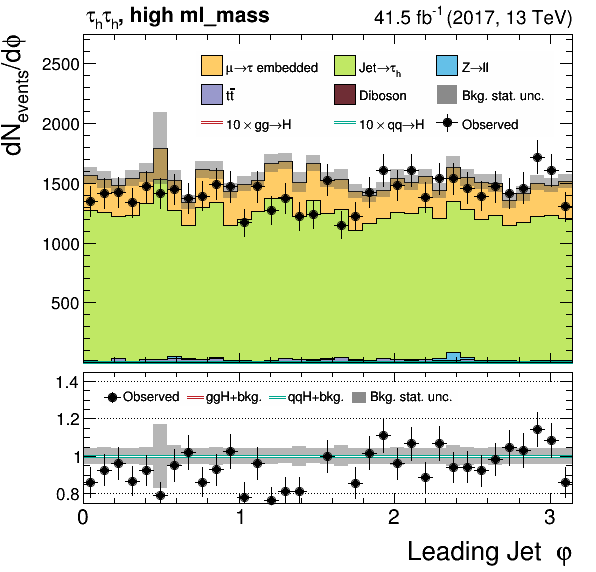 τₕτₕ, high ml_mass 41.5 fb⁻¹ (2017, 13 TeV)
dN_events/dφ
μ→τ embedded Jet→τₕ Z→ll
tt̄ Diboson Bkg. stat. unc.
10 × gg→H 10 × qq→H Observed
2500
2000
1500
1000
500
Observed ggH+bkg. qqH+bkg. Bkg. stat. unc.
1.4
1.2
1
0.8
0 1 2 3
Leading Jet φ